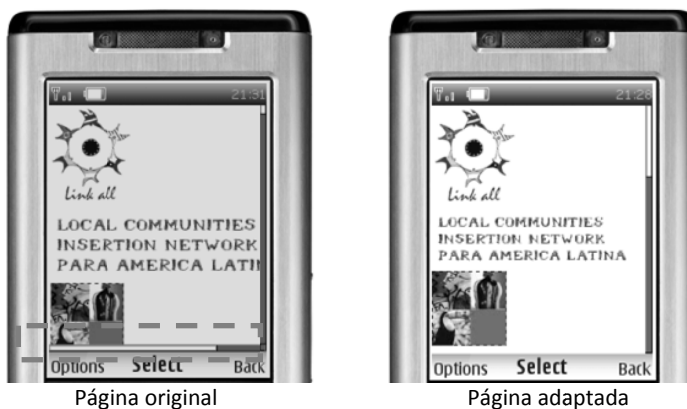 21:31
Link all
LOCAL COMMUNITIES
INSERTION NETWORK
PARA AMERICA LATIN
Options Select Back
Página original
21:28
Link all
LOCAL COMMUNITIES
INSERTION NETWORK
PARA AMERICA LATINA
Options Select Back
Página adaptada